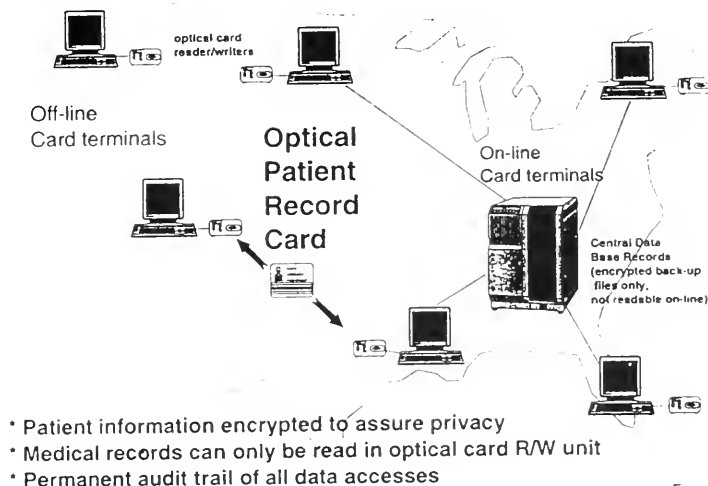 optical card
reader/writers
Off-line
Card terminals
Optical
Patient
Record
Card
On-line
Card terminals
Central Data
Base Records
(encrypted back-up
files only,
not readable on-line)
* Patient information encrypted to assure privacy
* Medical records can only be read in optical card R/W unit
* Permanent audit trail of all data accesses